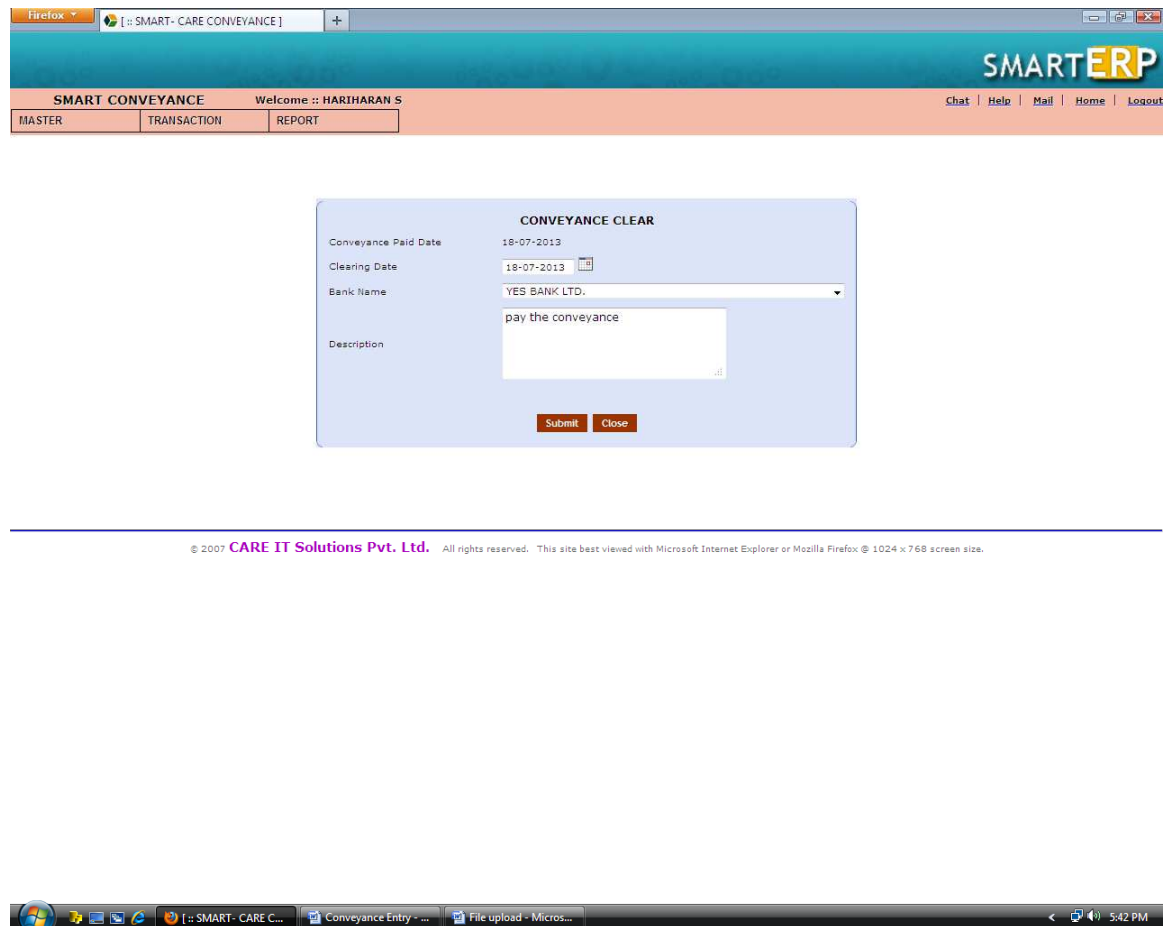 Firefox
[ :: SMART- CARE CONVEYANCE ]
+
SMARTERP
SMART CONVEYANCE Welcome :: HARIHARAN S
Chat | Help | Mail | Home | Logout
MASTER TRANSACTION REPORT
CONVEYANCE CLEAR
Conveyance Paid Date 18-07-2013
Clearing Date 18-07-2013
Bank Name YES BANK LTD.
Description pay the conveyance
Submit Close
© 2007 CARE IT Solutions Pvt. Ltd. All rights reserved. This site best viewed with Microsoft Internet Explorer or Mozilla Firefox @ 1024 x 768 screen size.
[ :: SMART- CARE C... Conveyance Entry - ... File upload - Micros... 5:42 PM